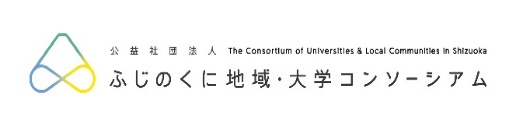 公益社団法人 The Consortium of Universities & Local Communities in Shizuoka
ふじのくに地域・大学コンソーシアム